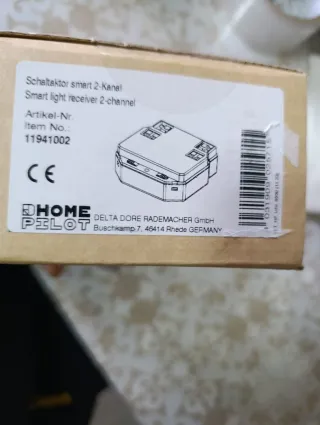 Schaltaktor smart 2-Kanal
Smart light receiver 2-channel
Artikel-Nr.
Item No.:
11941002
CE
HOME
PILOT
DELTA DORE RADEMACHER GmbH
Buschkamp 7, 46414 Rhede GERMANY